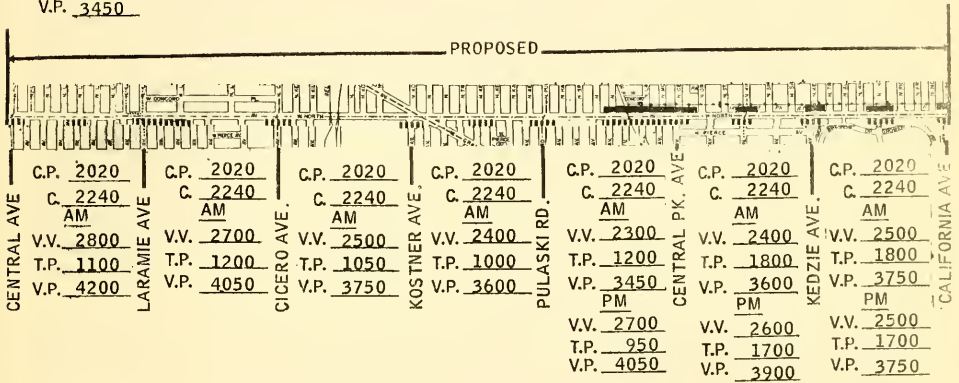 V.P. 3450
PROPOSED
W CONCORD PL
W NORTH AV
W PIERCE AV
W PIERCE AV
CENTRAL AVE
C.P. 2020
C. 2240
AM
V.V. 2800
T.P. 1100
V.P. 4200
LARAMIE AVE
C.P. 2020
C. 2240
AM
V.V. 2700
T.P. 1200
V.P. 4050
CICERO AVE.
C.P. 2020
C. 2240
AM
V.V. 2500
T.P. 1050
V.P. 3750
KOSTNER AVE.
C.P. 2020
C. 2240
AM
V.V. 2400
T.P. 1000
V.P. 3600
PULASKI RD.
C.P. 2020
C. 2240
AM
V.V. 2300
T.P. 1200
V.P. 3450
PM
V.V. 2700
T.P. 950
V.P. 4050
CENTRAL PK. AVE
C.P. 2020
C. 2240
AM
V.V. 2400
T.P. 1800
V.P. 3600
PM
V.V. 2600
T.P. 1700
V.P. 3900
KEDZIE AVE.
C.P. 2020
C. 2240
AM
V.V. 2500
T.P. 1800
V.P. 3750
PM
V.V. 2500
T.P. 1700
V.P. 3750
CALIFORNIA AVE